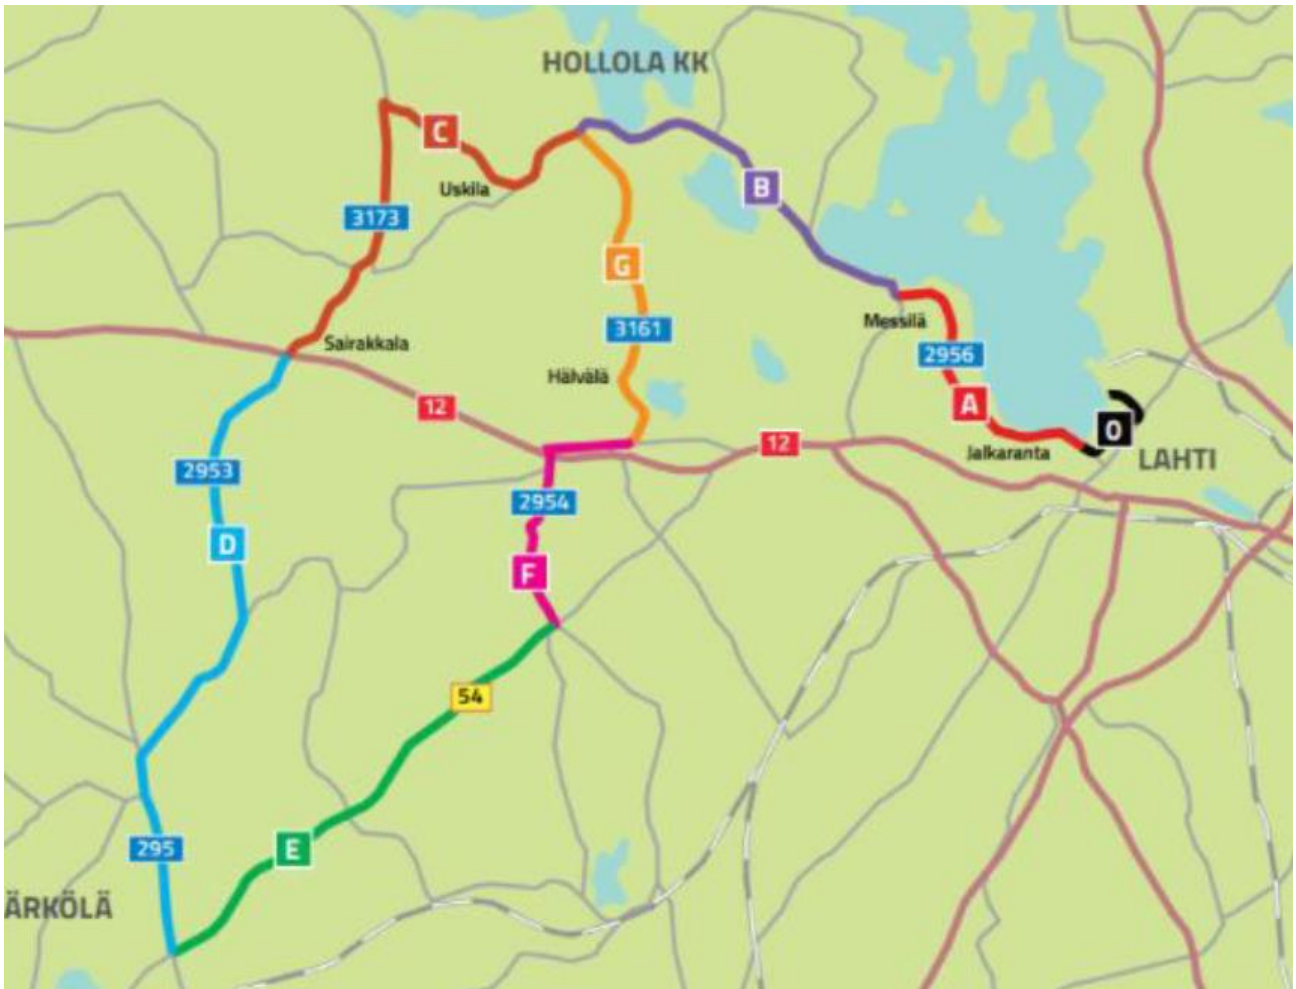 HOLLOLA KK
C
Uskila
B
3173
G
Messilä
3161
Sairakkala
2956
Hälvälä
12
A
O
12
Jalkaranta
LAHTI
2953
2954
D
F
54
295
E
ÄRKÖLÄ